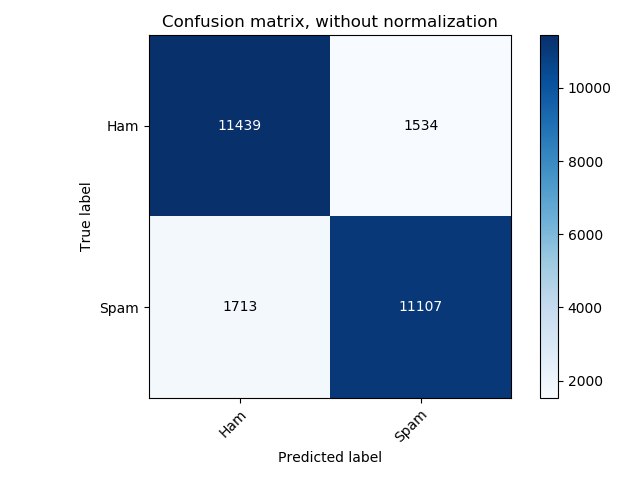 Confusion matrix, without normalization
True label
Ham
11439
1534
Spam
1713
11107
Ham
Spam
Predicted label
10000
8000
6000
4000
2000